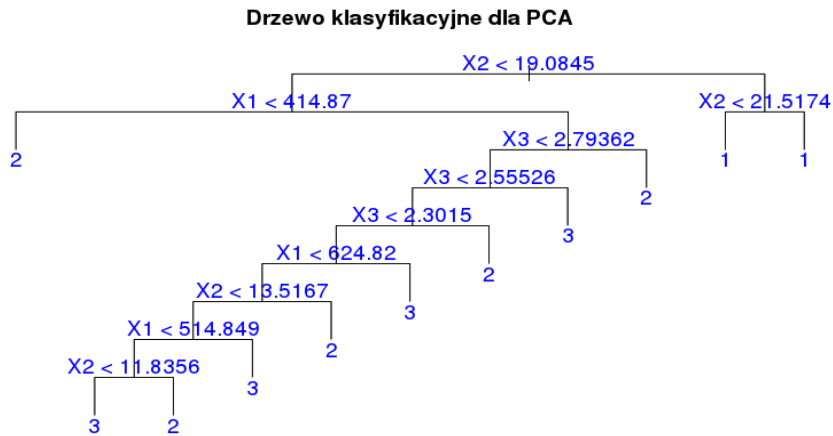 Drzewo klasyfikacyjne dla PCA
X2 < 19.0845
X1 < 414.87
X2 < 21.5174
X3 < 2.79362
2
1
1
X3 < 2.55526
2
X3 < 2.3015
3
X1 < 624.82
2
X2 < 13.5167
3
X1 < 514.849
2
X2 < 11.8356
3
3
2